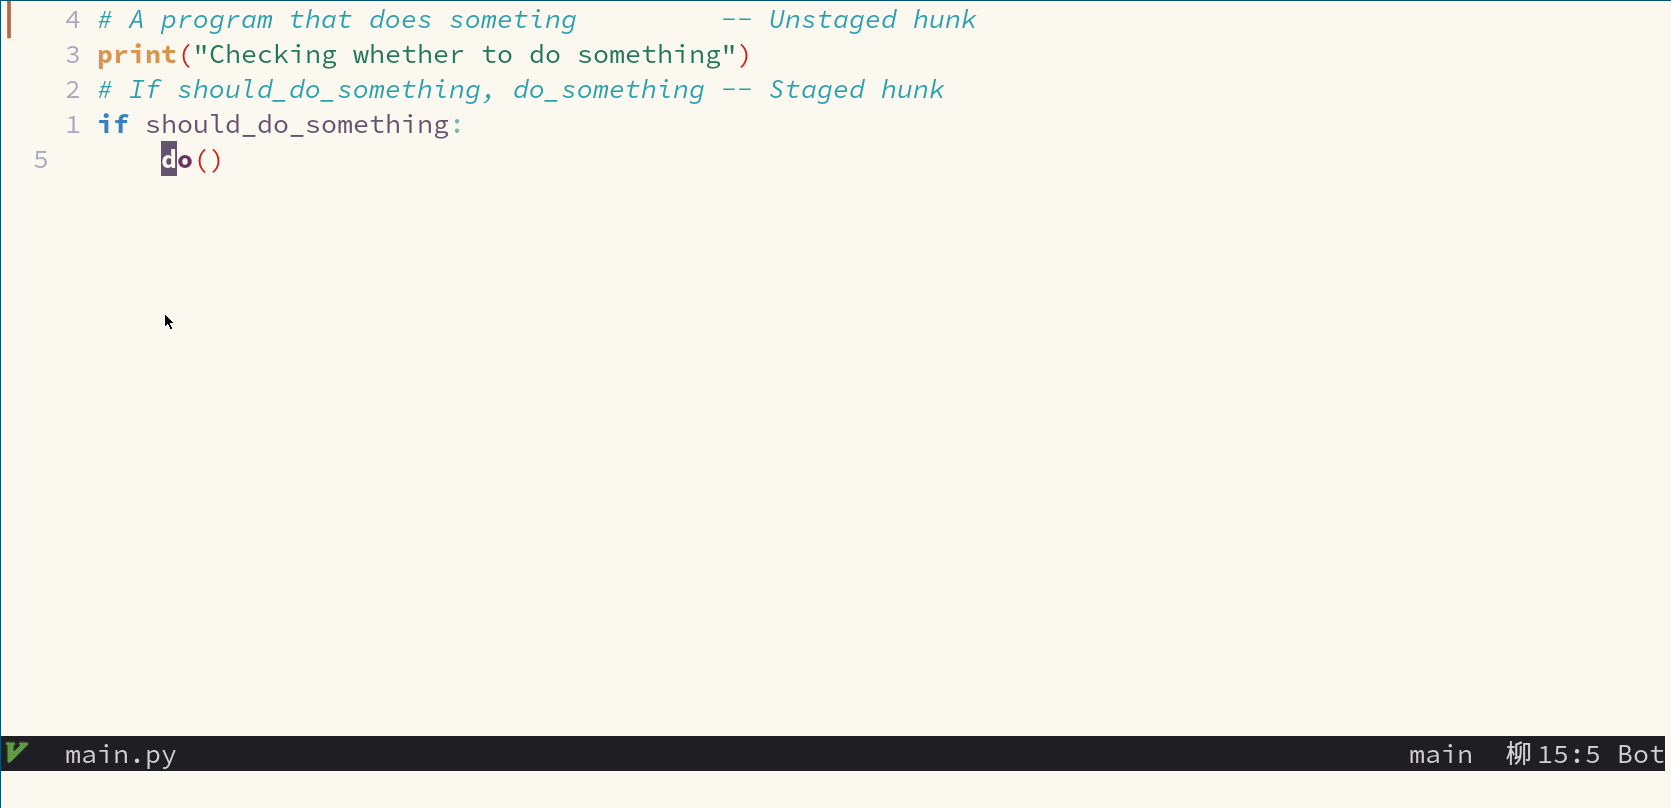 4 # A program that does someting         -- Unstaged hunk
3 print("Checking whether to do something")
2 # If should_do_something, do_something -- Staged hunk
1 if should_do_something:
5     do()
main.py main 柳15:5 Bot